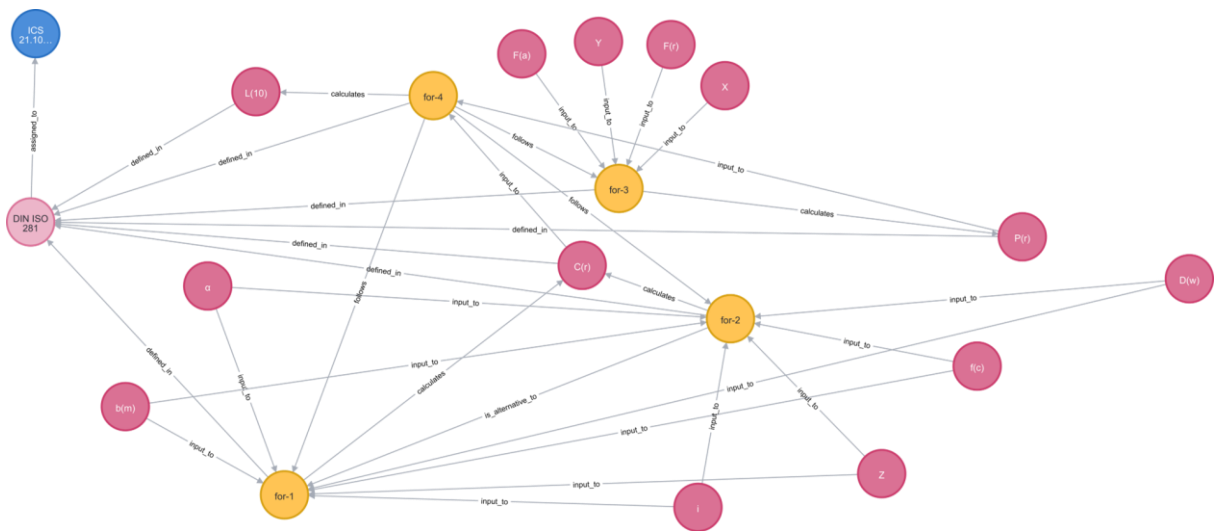 ICS
21.10...
F(a)
Y
F(r)
X
L(10)
calculates
for-4
assigned_to
input_to
input_to
input_to
input_to
defined_in
defined_in
follows
input_to
for-3
DIN ISO
281
defined_in
input_to
follows
calculates
defined_in
P(r)
defined_in
C(r)
α
defined_in
follows
calculates
D(w)
input_to
input_to
for-2
defined_in
input_to
f(c)
input_to
calculates
input_to
b(m)
input_to
is_alternative_to
input_to
input_to
input_to
input_to
input_to
Z
for-1
input_to
input_to
i